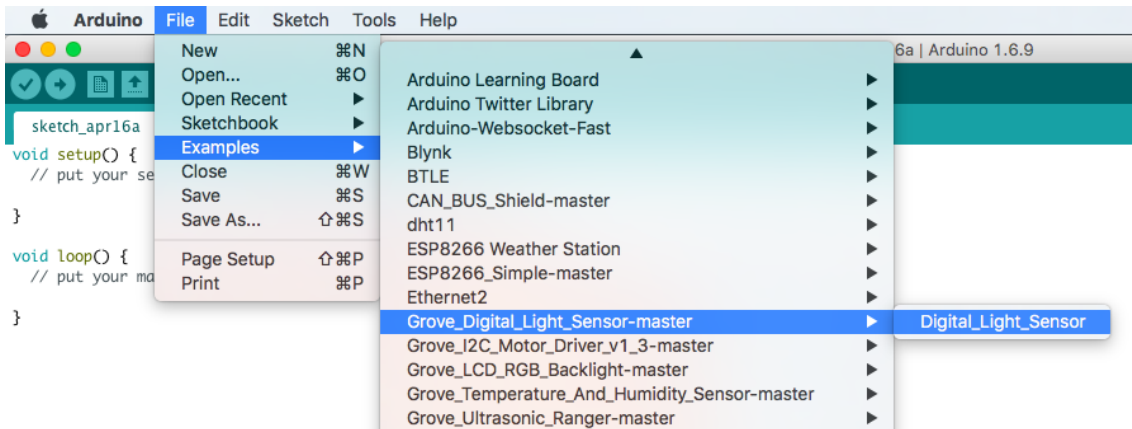 Arduino File Edit Sketch Tools Help
6a | Arduino 1.6.9
sketch_apr16a
void setup() {
// put your se
}
void loop() {
// put your ma
}
New ⌘N
Open... ⌘O
Open Recent ▶
Sketchbook ▶
Examples ▶
Close ⌘W
Save ⌘S
Save As... ⇧⌘S
Page Setup ⇧⌘P
Print ⌘P
Arduino Learning Board ▶
Arduino Twitter Library ▶
Arduino-Websocket-Fast ▶
Blynk ▶
BTLE ▶
CAN_BUS_Shield-master ▶
dht11 ▶
ESP8266 Weather Station ▶
ESP8266_Simple-master ▶
Ethernet2 ▶
Grove_Digital_Light_Sensor-master ▶
Grove_I2C_Motor_Driver_v1_3-master ▶
Grove_LCD_RGB_Backlight-master ▶
Grove_Temperature_And_Humidity_Sensor-master ▶
Grove_Ultrasonic_Ranger-master ▶
Digital_Light_Sensor